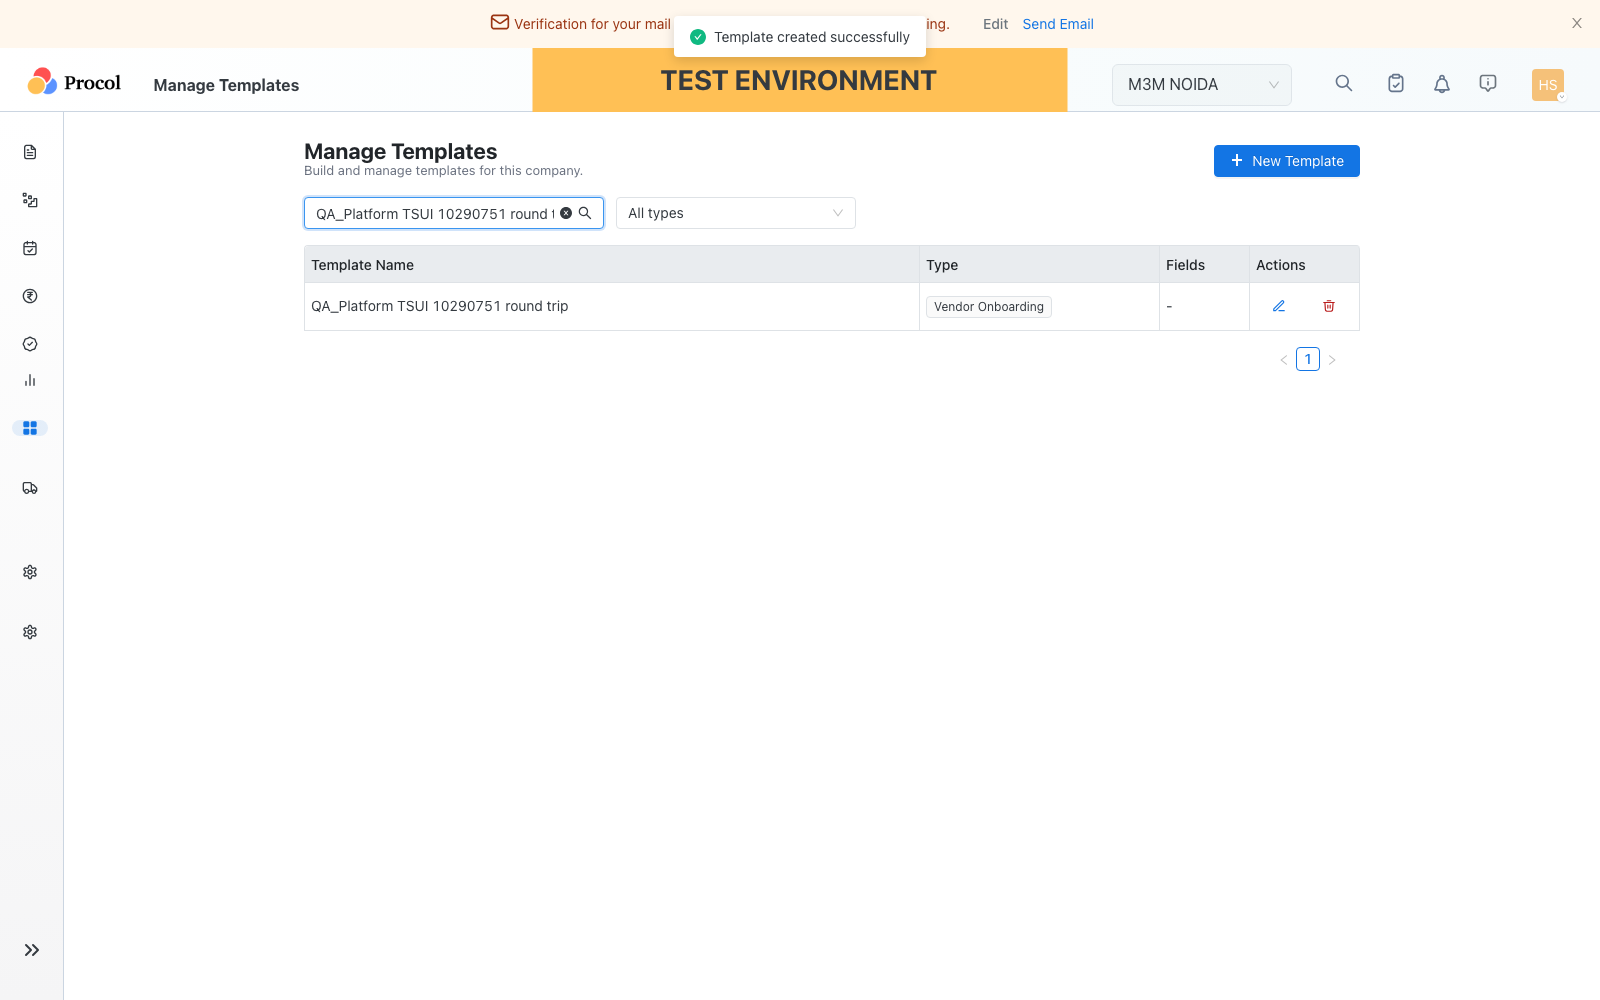 Verification for your mail
ing.
Edit
Send Email
Template created successfully
Procol
Manage Templates
TEST ENVIRONMENT
M3M NOIDA
HS
Manage Templates
Build and manage templates for this company.
New Template
QA_Platform TSUI 10290751 round
All types
Template Name
Type
Fields
Actions
QA_Platform TSUI 10290751 round trip
Vendor Onboarding
-
1